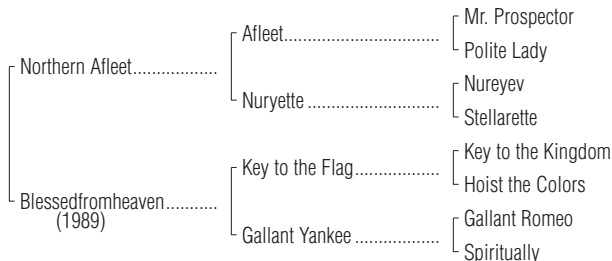 Mr. Prospector
Afleet..........................................
Polite Lady
Northern Afleet.......................
Nureyev
Nuryette ....................................
Stellarette
Key to the Kingdom
Key to the Flag.......................
Hoist the Colors
Blessedfromheaven..............
(1989)
Gallant Romeo
Gallant Yankee .......................
Spiritually